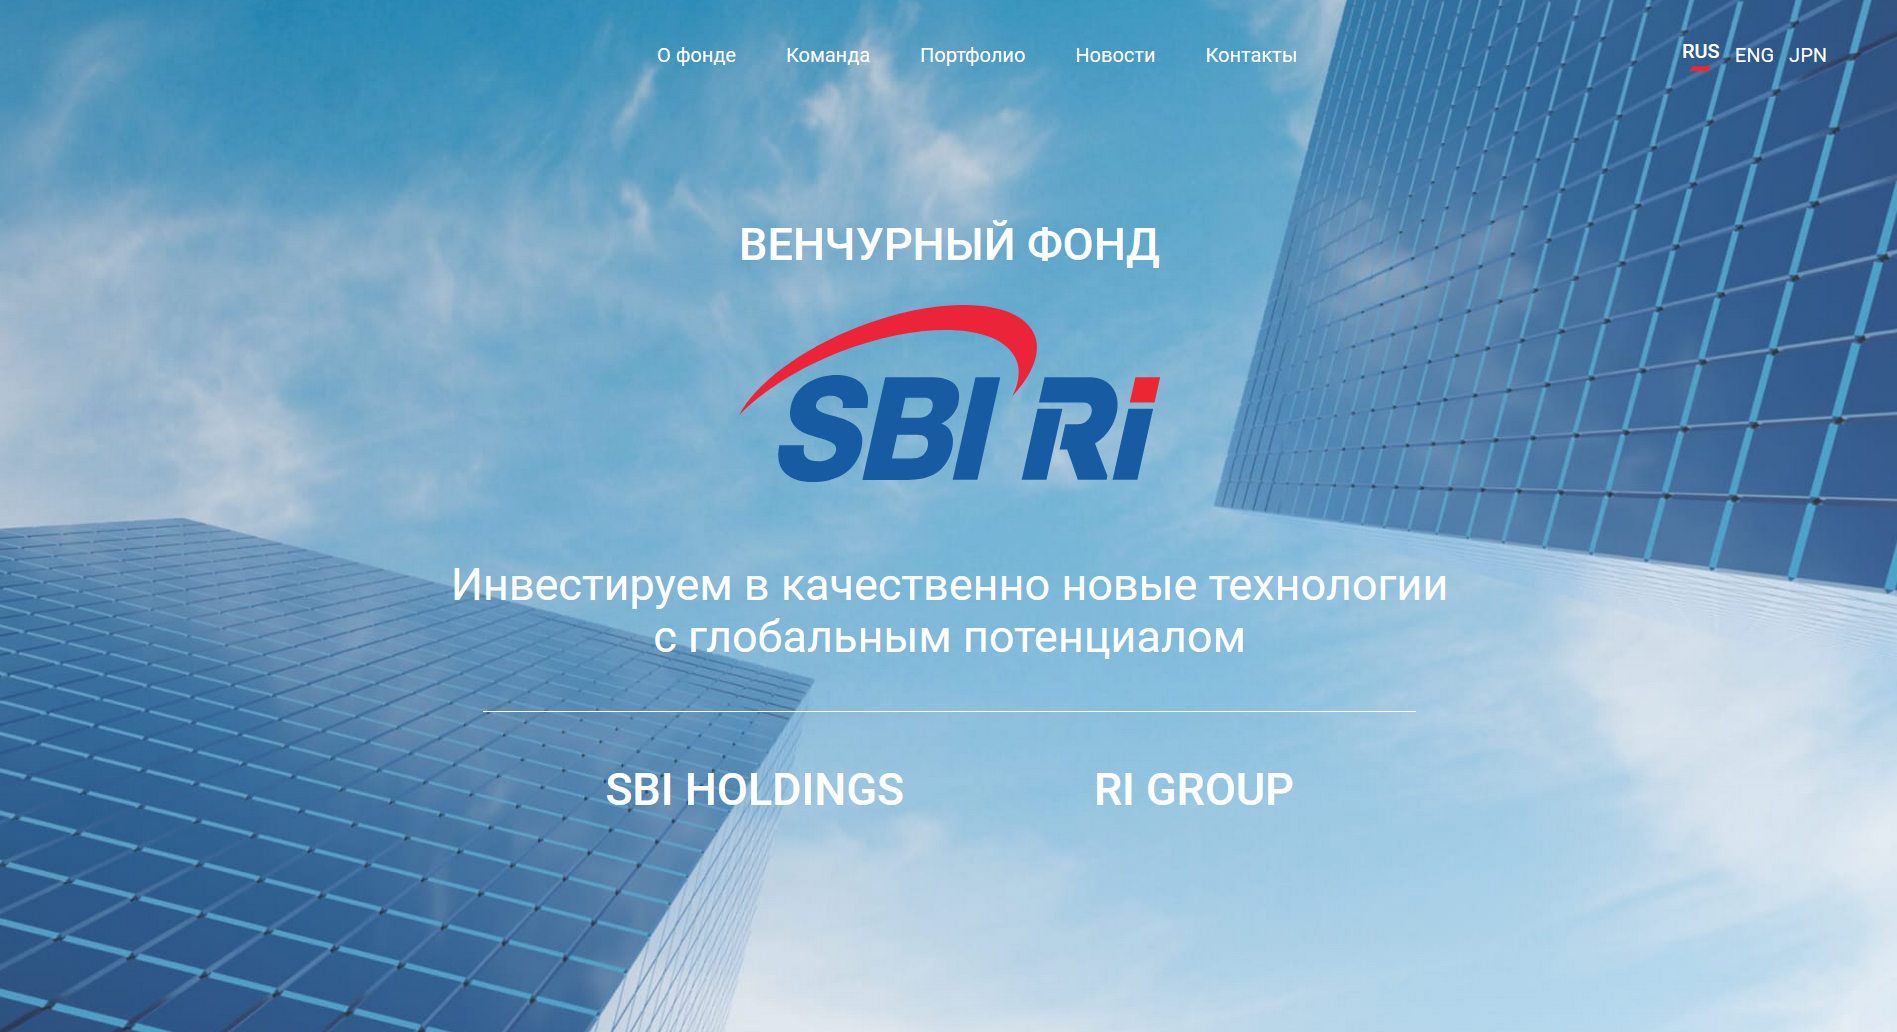 О фонде Команда Портфолио Новости Контакты RUS ENG JPN
ВЕНЧУРНЫЙ ФОНД
SBI Ri
Инвестируем в качественно новые технологии
с глобальным потенциалом
SBI HOLDINGS RI GROUP